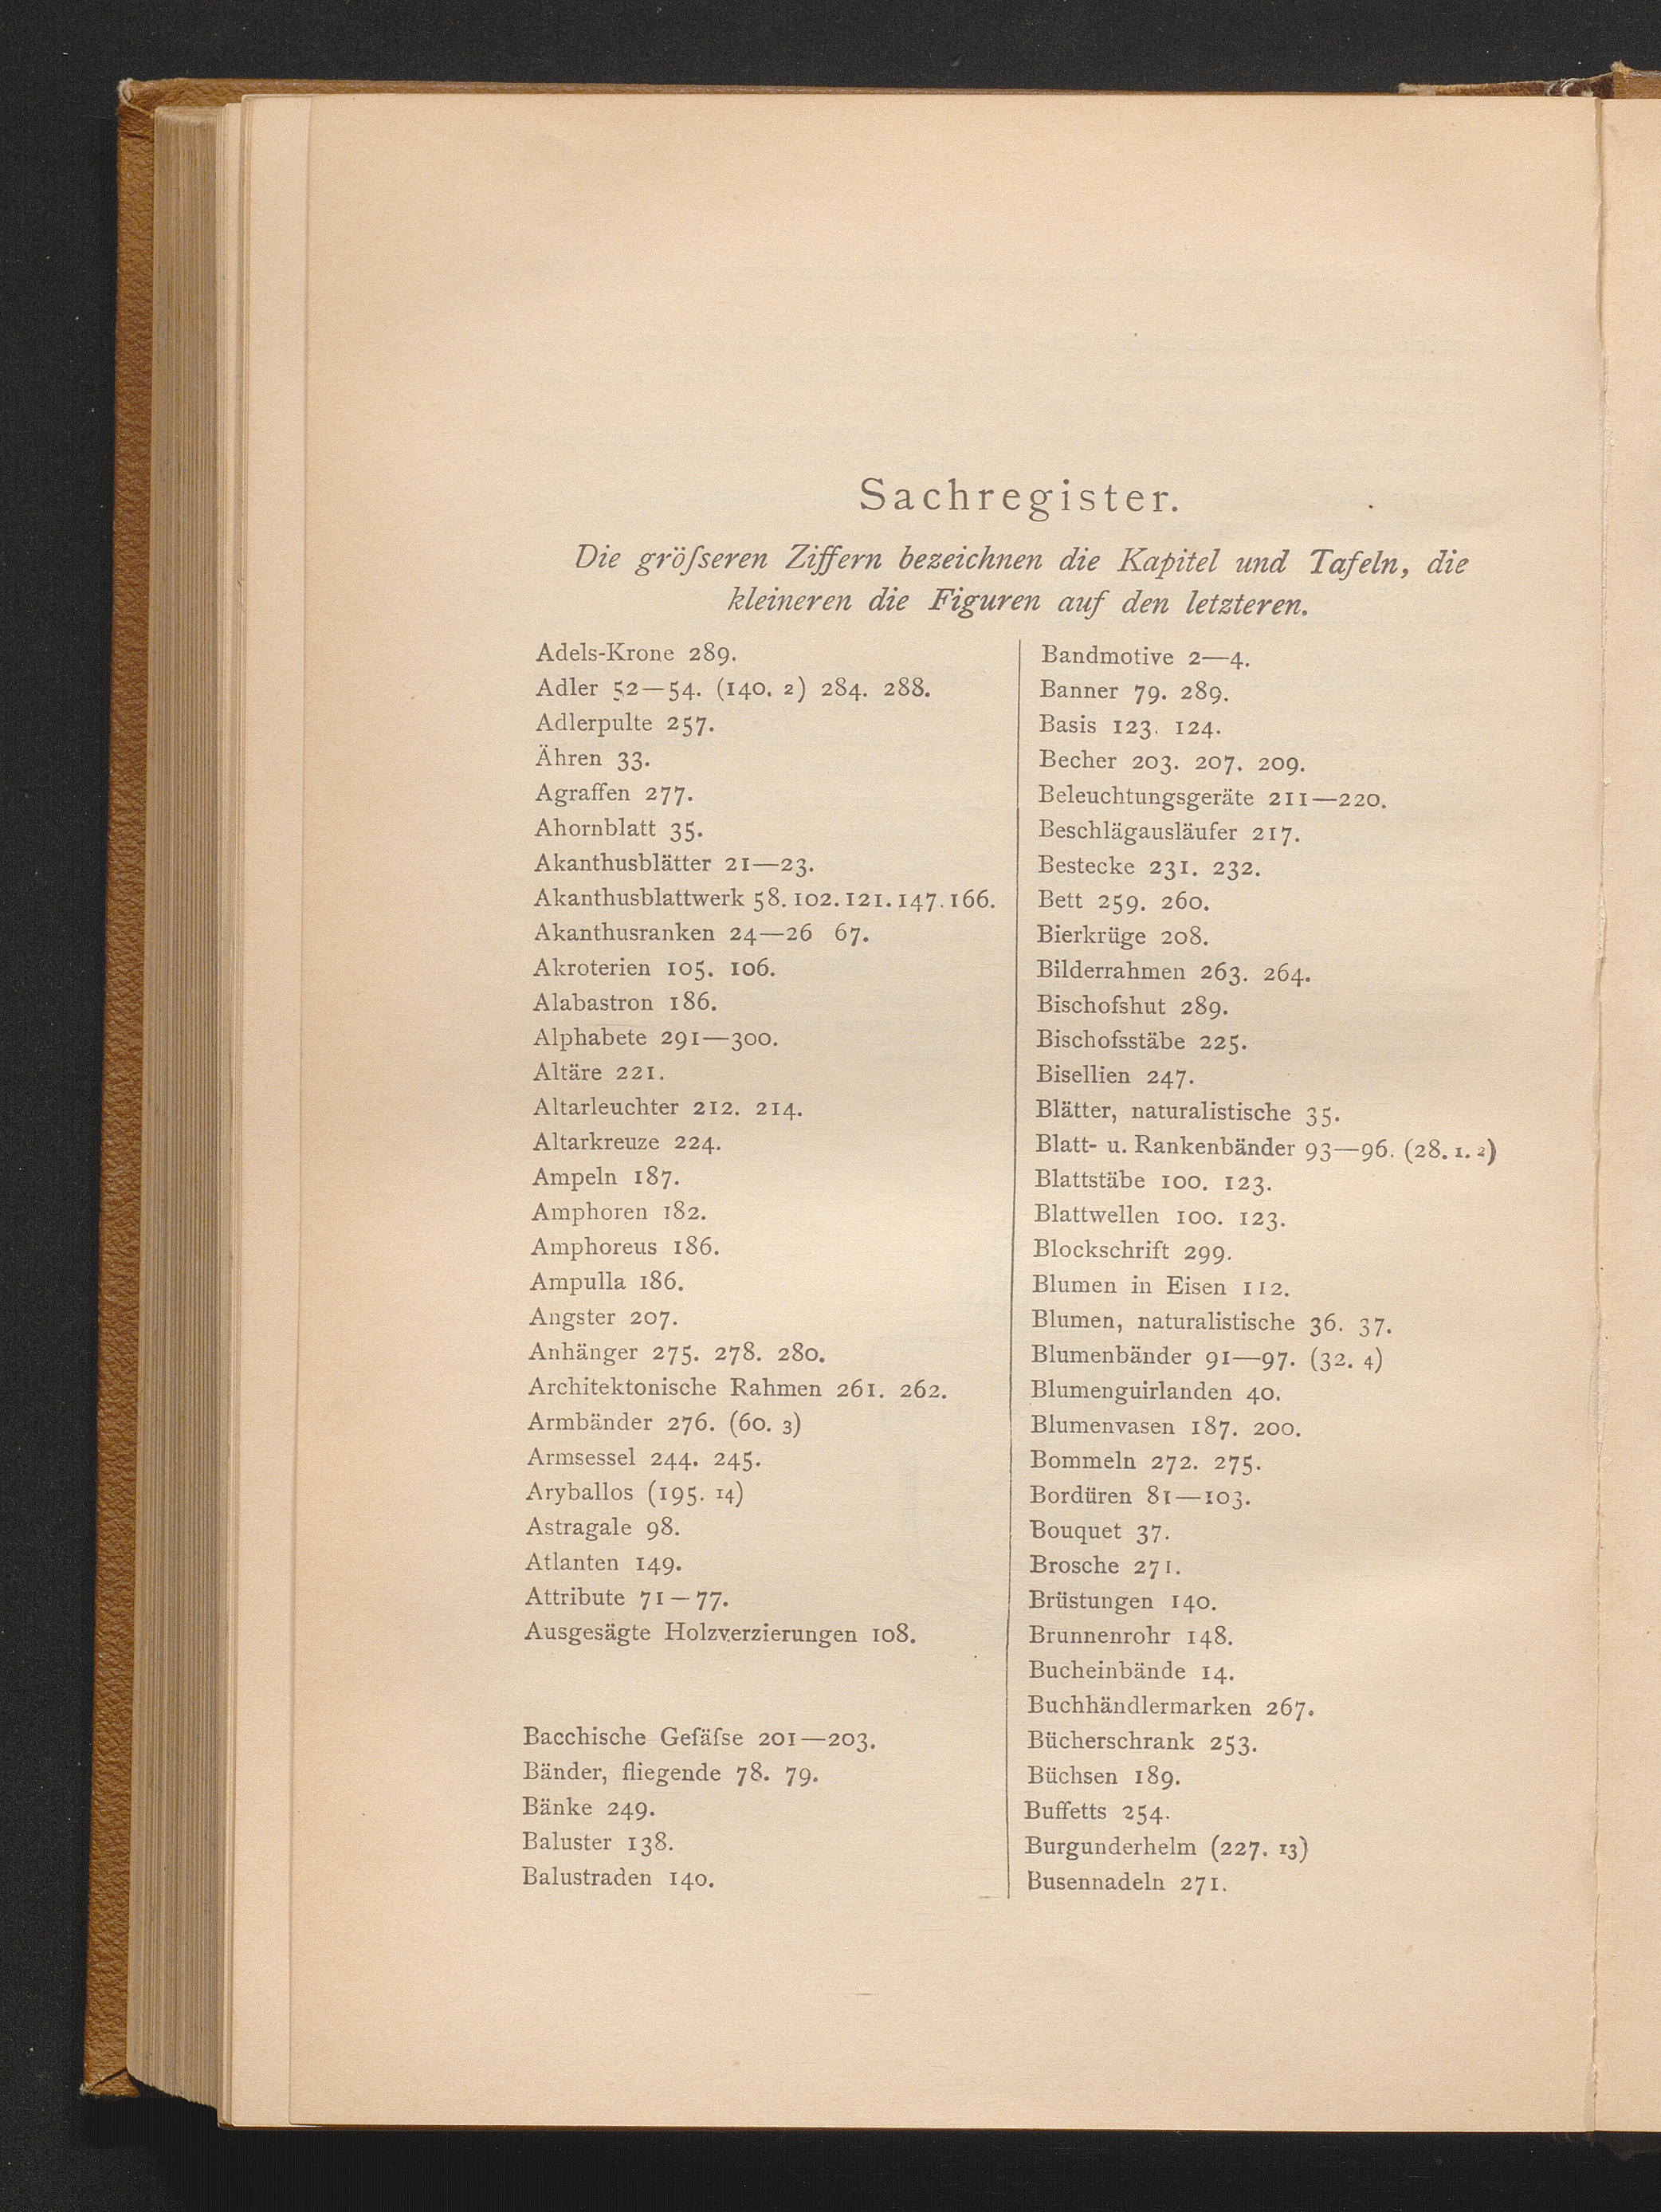 Sachregister.
Die gröſseren Ziffern bezeichnen die Kapitel und Tafeln, die
kleineren die Figuren auf den letzteren.
Adels-Krone 289.
Adler 52—54. (140. 2) 284. 288.
Adlerpulte 257.
Ähren 33.
Agraffen 277.
Ahornblatt 35.
Akanthusblätter 21—23.
Akanthusblattwerk 58. 102. 121. 147. 166.
Akanthusranken 24—26 67.
Akroterien 105. 106.
Alabastron 186.
Alphabete 291—300.
Altäre 221.
Altarleuchter 212. 214.
Altarkreuze 224.
Ampeln 187.
Amphoren 182.
Amphoreus 186.
Ampulla 186.
Angster 207.
Anhänger 275. 278. 280.
Architektonische Rahmen 261. 262.
Armbänder 276. (60. 3)
Armsessel 244. 245.
Aryballos (195. 14)
Astragale 98.
Atlanten 149.
Attribute 71—77.
Ausgesägte Holzverzierungen 108.
Bacchische Gefäſse 201—203.
Bänder, fliegende 78. 79.
Bänke 249.
Baluster 138.
Balustraden 140.
Bandmotive 2—4.
Banner 79. 289.
Basis 123. 124.
Becher 203. 207. 209.
Beleuchtungsgeräte 211—220.
Beschlägausläufer 217.
Bestecke 231. 232.
Bett 259. 260.
Bierkrüge 208.
Bilderrahmen 263. 264.
Bischofshut 289.
Bischofsstäbe 225.
Bisellien 247.
Blätter, naturalistische 35.
Blatt- u. Rankenbänder 93—96. (28. 1. 2)
Blattstäbe 100. 123.
Blattwellen 100. 123.
Blockschrift 299.
Blumen in Eisen 112.
Blumen, naturalistische 36. 37.
Blumenbänder 91—97. (32. 4)
Blumenguirlanden 40.
Blumenvasen 187. 200.
Bommeln 272. 275.
Bordüren 81—103.
Bouquet 37.
Brosche 271.
Brüstungen 140.
Brunnenrohr 148.
Bucheinbände 14.
Buchhändlermarken 267.
Bücherschrank 253.
Büchsen 189.
Buffetts 254.
Burgunderhelm (227. 13)
Busennadeln 271.